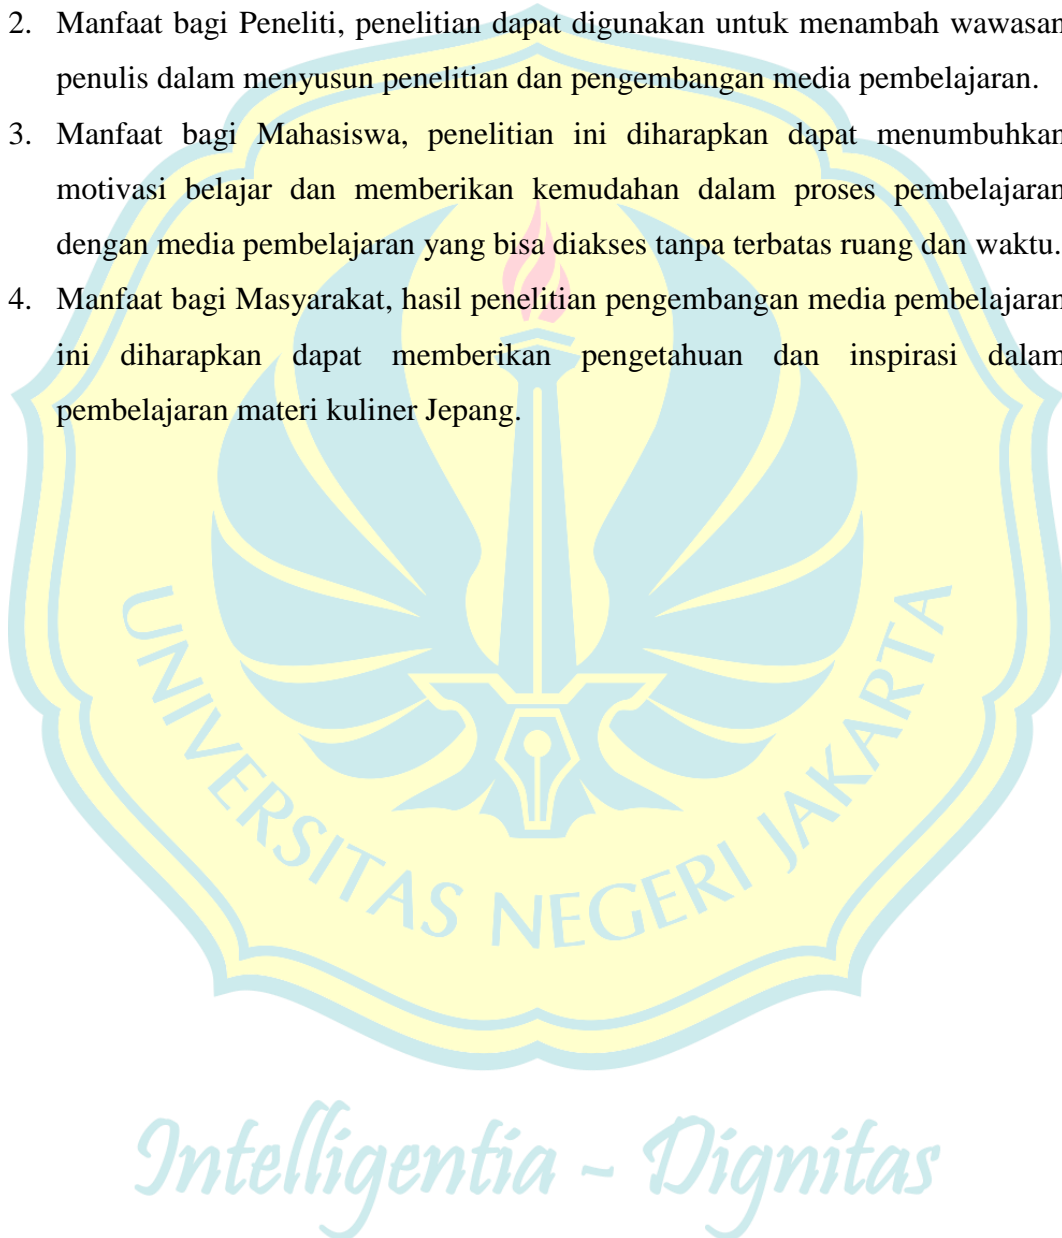 2. Manfaat bagi Peneliti, penelitian dapat digunakan untuk menambah wawasan
penulis dalam menyusun penelitian dan pengembangan media pembelajaran.
3. Manfaat bagi Mahasiswa, penelitian ini diharapkan dapat menumbuhkan
motivasi belajar dan memberikan kemudahan dalam proses pembelajaran
dengan media pembelajaran yang bisa diakses tanpa terbatas ruang dan waktu.
4. Manfaat bagi Masyarakat, hasil penelitian pengembangan media pembelajaran
ini diharapkan dapat memberikan pengetahuan dan inspirasi dalam
pembelajaran materi kuliner Jepang.
UNIVERSITAS NEGERI JAKARTA
Intelligentia - Dignitas